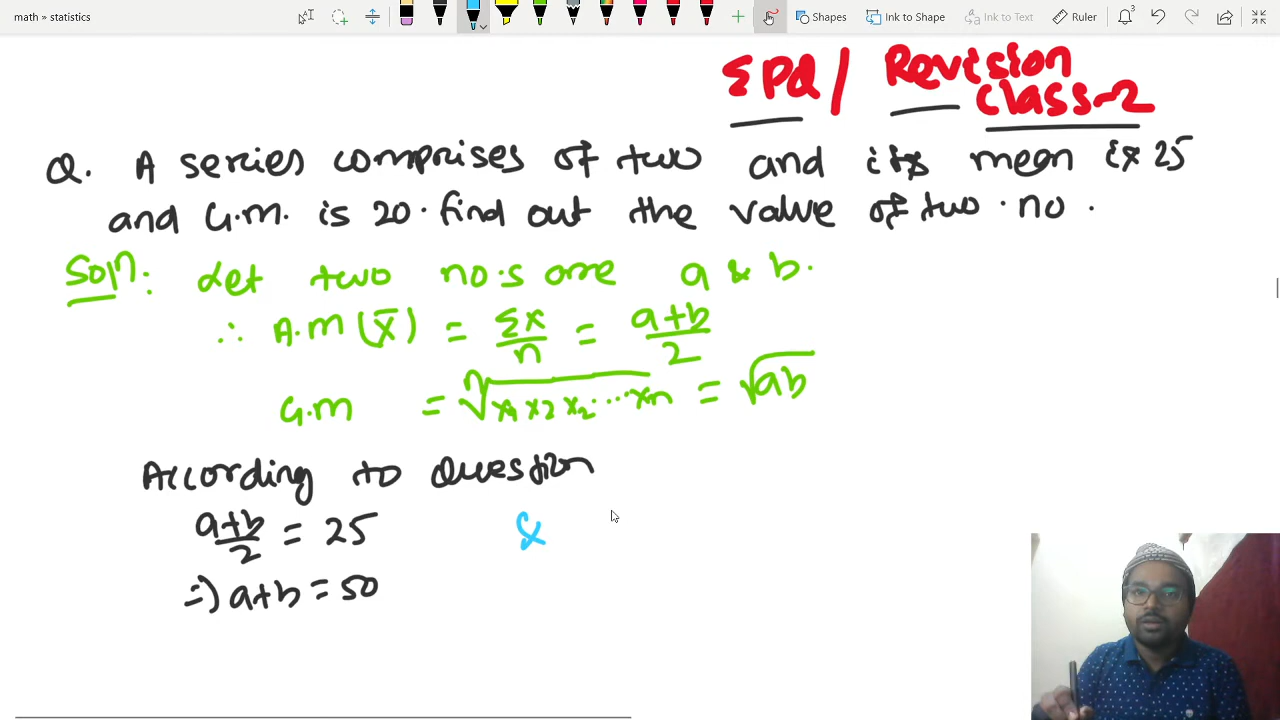 math » statistics
Shapes Ink to Shape Ink to Text Ruler
EPQ / Revision
Class-2
Q. A series comprises of two and its mean is 25
and G.M. is 20. find out the value of two no.
Soln: Let two no.s are a & b.
∴ A.M (X̄) = Σx/n = a+b/2
G.M = ⁿ√x₁ x₂ x₂...xₙ = √ab
According to Question
a+b/2 = 25 &
=> a+b = 50